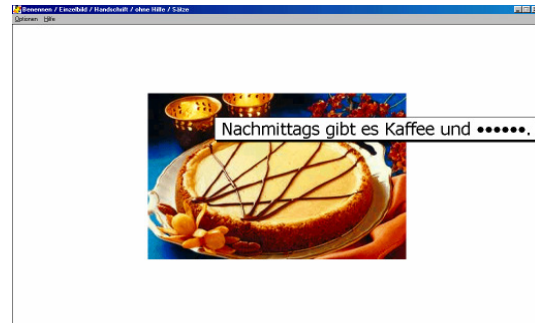 Benennen / Einzelbild / Handschrift / ohne Hilfe / Sätze
Optionen Hilfe
Nachmittags gibt es Kaffee und ••••••.